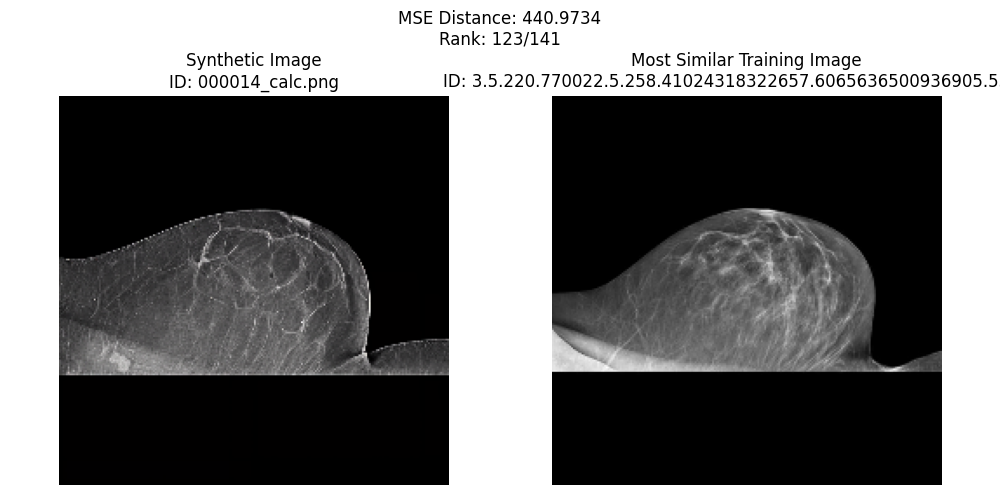 MSE Distance: 440.9734
Rank: 123/141
Synthetic Image
ID: 000014_calc.png
Most Similar Training Image
ID: 3.5.220.770022.5.258.41024318322657.6065636500936905.5